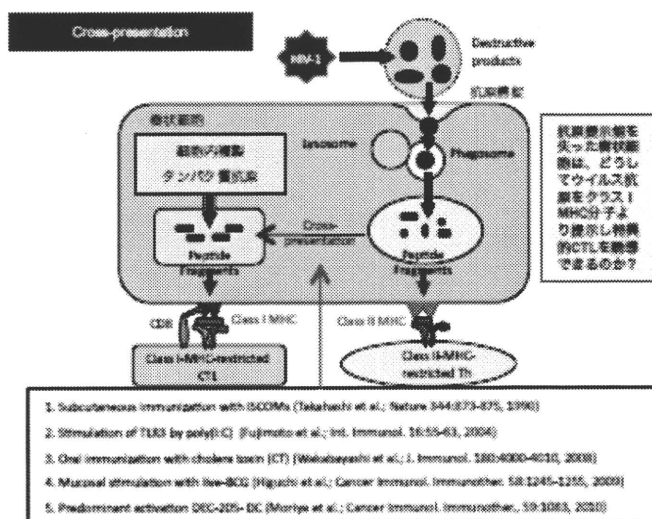 Cross-presentation
HIV-1
Destructive
products
抗原捕捉
樹状細胞
細胞内複製
タンパク質抗原
Lysosome
Phagosome
Cross-
presentation
Peptide
Fragments
Peptide
Fragments
CD8
Class I MHC
Class II MHC
Class I-MHC-restricted
CTL
Class II-MHC-
restricted Th
抗原提示能を
失った樹状細
胞は、どうし
てウイルス抗
原をクラスI
MHC分子よ
り提示し特異
的CTLを誘導
できるのか?
1. Subcutaneous immunization with ISCOMs (Takahashi et al.; Nature 344:873-875, 1990)
2. Stimulation of TLR3 by poly(I:C) (Fujimoto et al.; Int. Immunol. 16:55-63, 2004)
3. Oral immunization with cholera toxin (CT) (Wakabayashi et al.; J. Immunol. 180:4000-4010, 2008)
4. Mucosal stimulation with live-BCG (Higuchi et al.; Cancer Immunol. Immunother. 58:1245-1255, 2009)
5. Predominant activation DEC-205- DC (Moriya et al.; Cancer Immunol. Immunother., 59:1083, 2010)